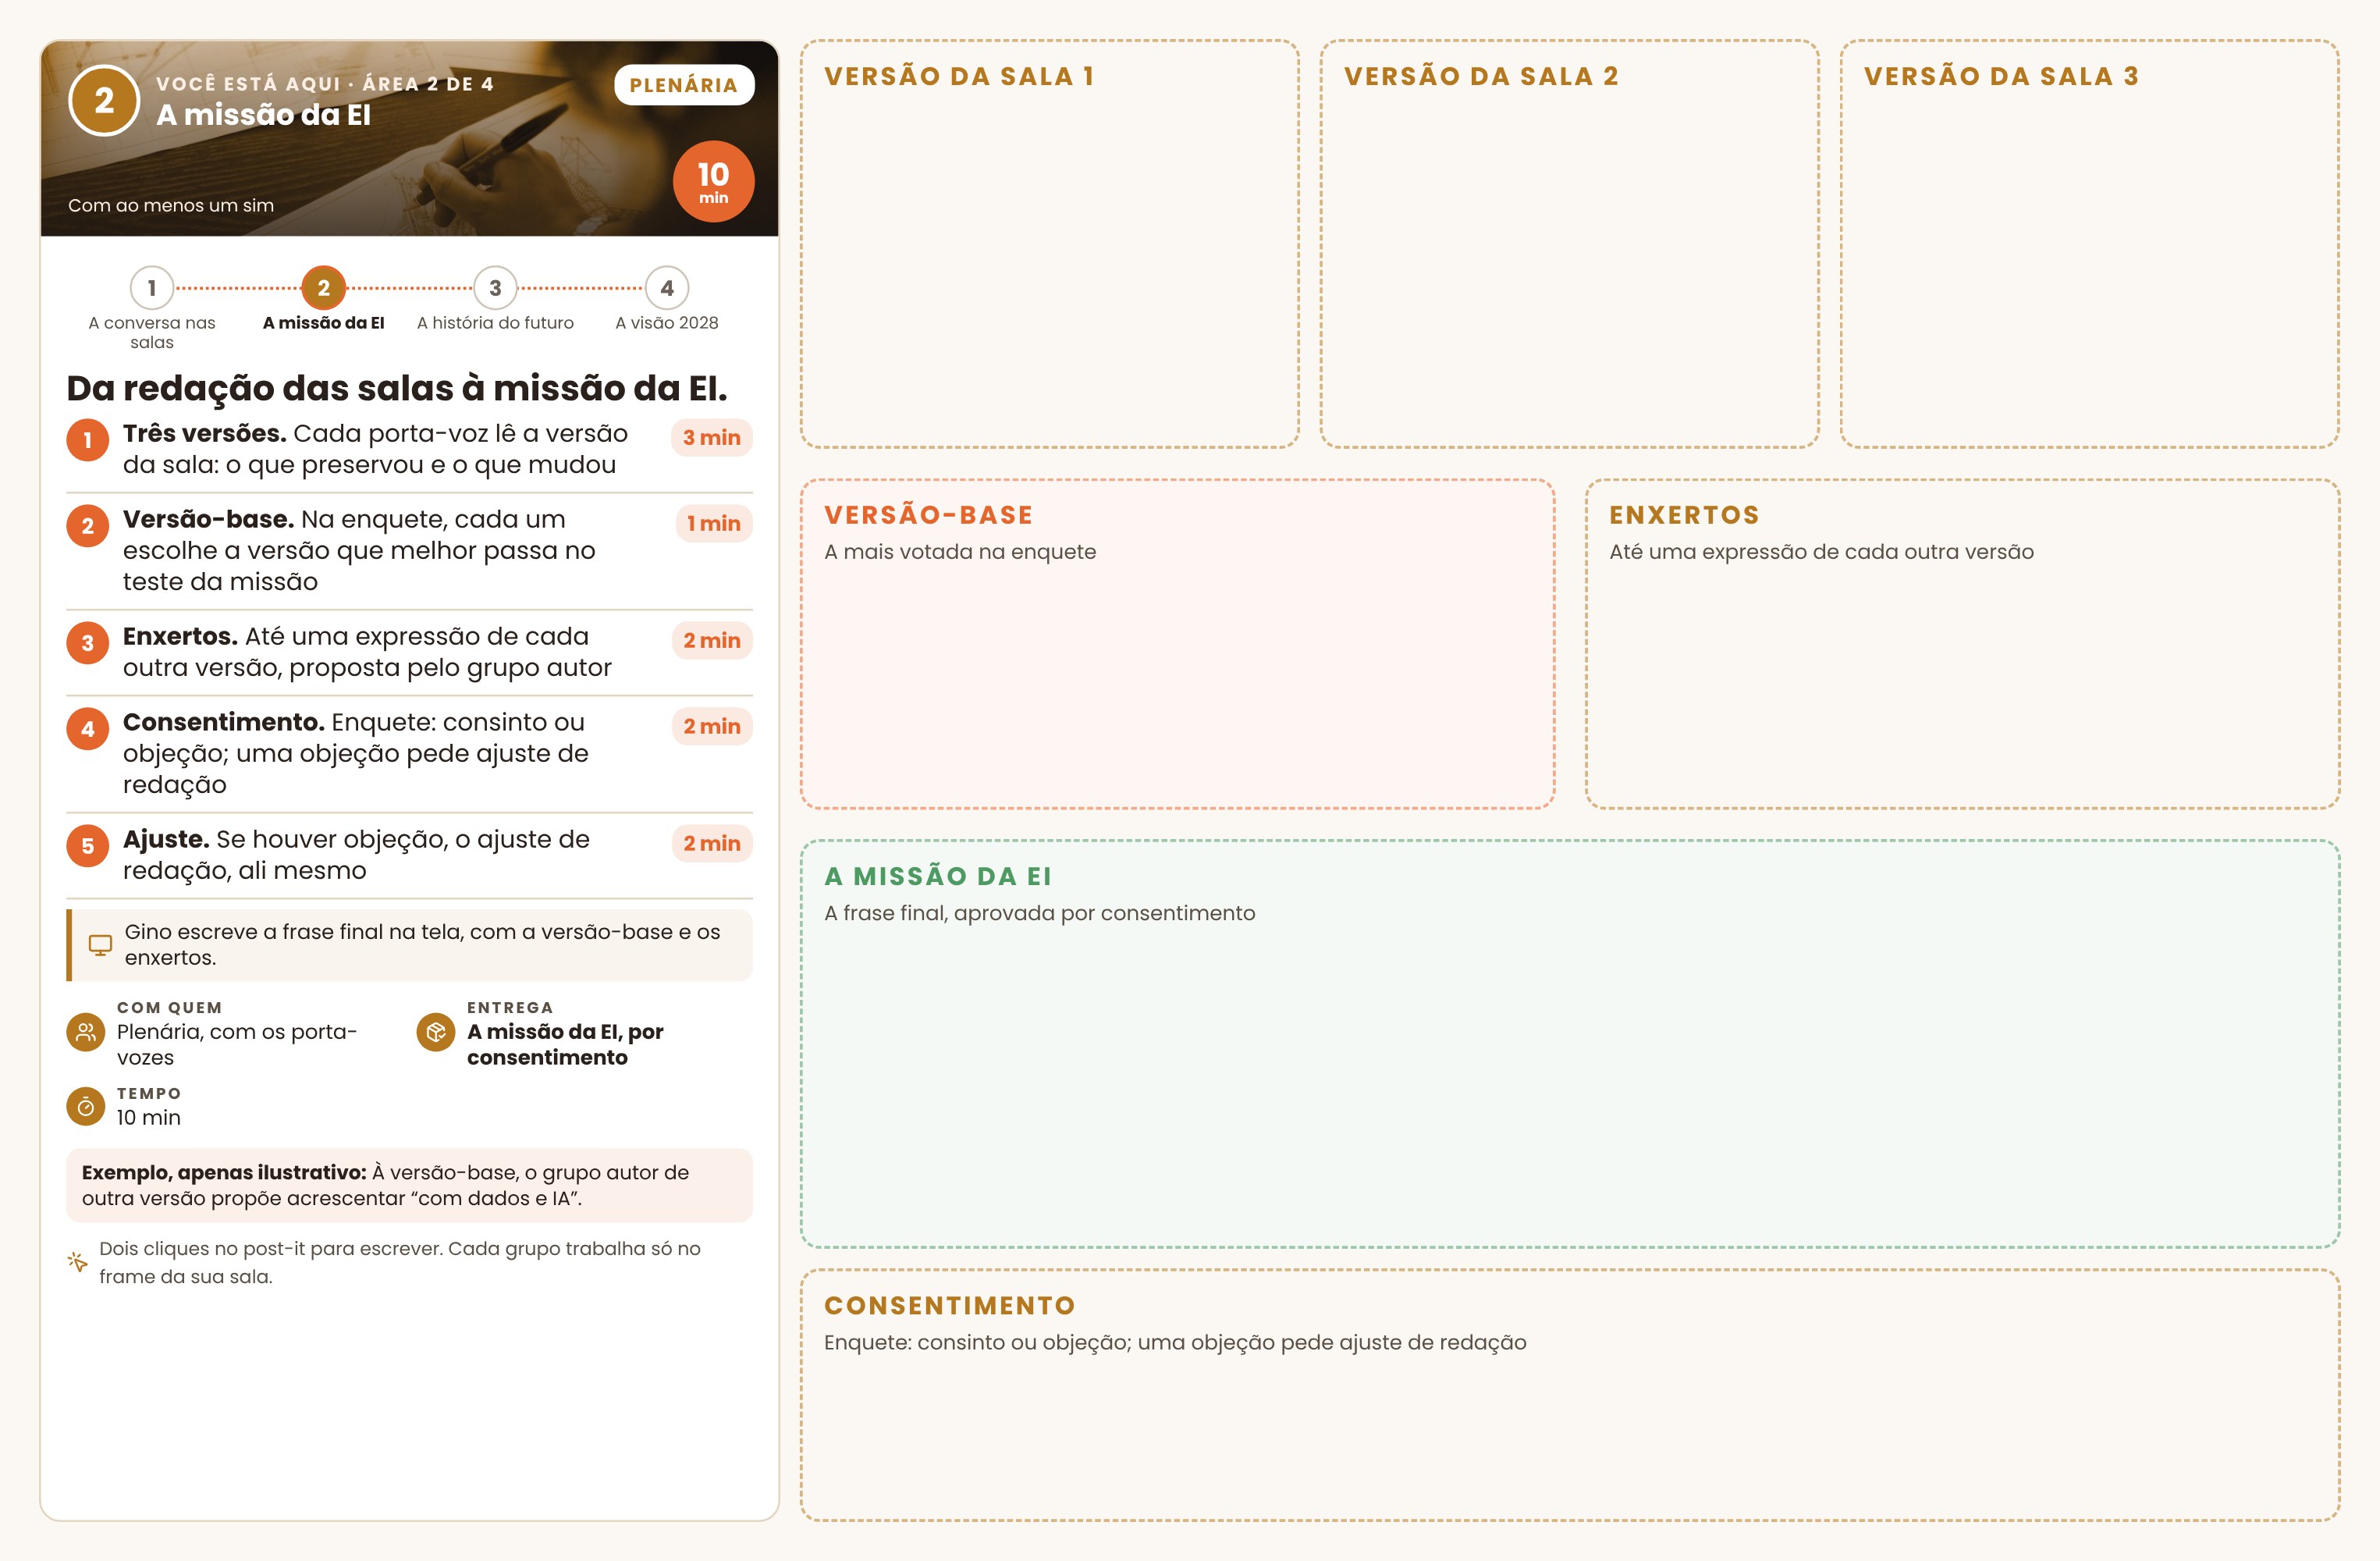 2
VOCÊ ESTÁ AQUI · ÁREA 2 DE 4
A missão da EI
PLENÁRIA
10
min
Com ao menos um sim
1
2
3
4
A conversa nas
salas
A missão da EI
A história do futuro
A visão 2028
Da redação das salas à missão da EI.
1
Três versões. Cada porta-voz lê a versão
da sala: o que preservou e o que mudou
3 min
2
Versão-base. Na enquete, cada um
escolhe a versão que melhor passa no
teste da missão
1 min
3
Enxertos. Até uma expressão de cada
outra versão, proposta pelo grupo autor
2 min
4
Consentimento. Enquete: consinto ou
objeção; uma objeção pede ajuste de
redação
2 min
5
Ajuste. Se houver objeção, o ajuste de
redação, ali mesmo
2 min
Gino escreve a frase final na tela, com a versão-base e os
enxertos.
COM QUEM
Plenária, com os porta-
vozes
ENTREGA
A missão da EI, por
consentimento
TEMPO
10 min
Exemplo, apenas ilustrativo: À versão-base, o grupo autor de
outra versão propõe acrescentar “com dados e IA”.
Dois cliques no post-it para escrever. Cada grupo trabalha só no
frame da sua sala.
VERSÃO DA SALA 1
VERSÃO DA SALA 2
VERSÃO DA SALA 3
VERSÃO-BASE
A mais votada na enquete
ENXERTOS
Até uma expressão de cada outra versão
A MISSÃO DA EI
A frase final, aprovada por consentimento
CONSENTIMENTO
Enquete: consinto ou objeção; uma objeção pede ajuste de redação